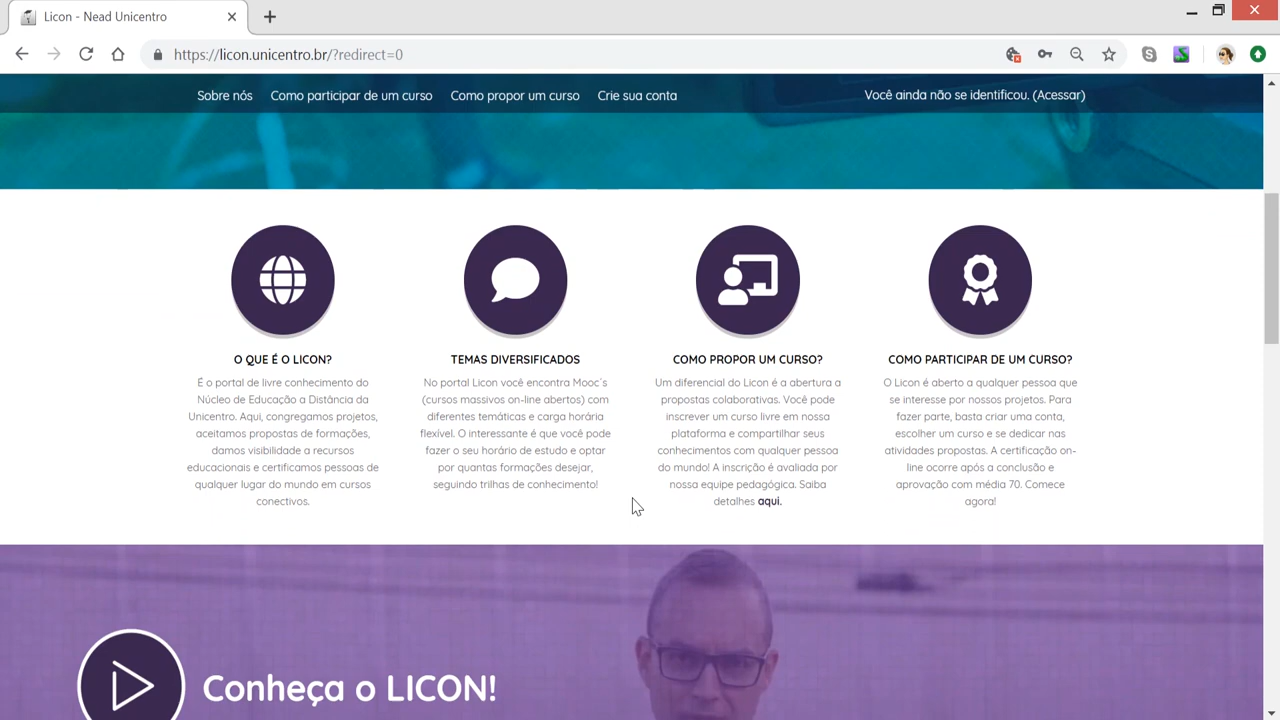 Licon - Nead Unicentro
https://licon.unicentro.br/?redirect=0
Sobre nós Como participar de um curso Como propor um curso Crie sua conta Você ainda não se identificou. (Acessar)
O QUE É O LICON?
É o portal de livre conhecimento do
Núcleo de Educação a Distância da
Unicentro. Aqui, congregamos projetos,
aceitamos propostas de formações,
damos visibilidade a recursos
educacionais e certificamos pessoas de
qualquer lugar do mundo em cursos
conectivos.
TEMAS DIVERSIFICADOS
No portal Licon você encontra Mooc´s
(cursos massivos on-line abertos) com
diferentes temáticas e carga horária
flexível. O interessante é que você pode
fazer o seu horário de estudo e optar
por quantas formações desejar,
seguindo trilhas de conhecimento!
COMO PROPOR UM CURSO?
Um diferencial do Licon é a abertura a
propostas colaborativas. Você pode
inscrever um curso livre em nossa
plataforma e compartilhar seus
conhecimentos com qualquer pessoa
do mundo! A inscrição é avaliada por
nossa equipe pedagógica. Saiba
detalhes aqui.
COMO PARTICIPAR DE UM CURSO?
O Licon é aberto a qualquer pessoa que
se interesse por nossos projetos. Para
fazer parte, basta criar uma conta,
escolher um curso e se dedicar nas
atividades propostas. A certificação on-
line ocorre após a conclusão e
aprovação com média 70. Comece
agora!
Conheça o LICON!